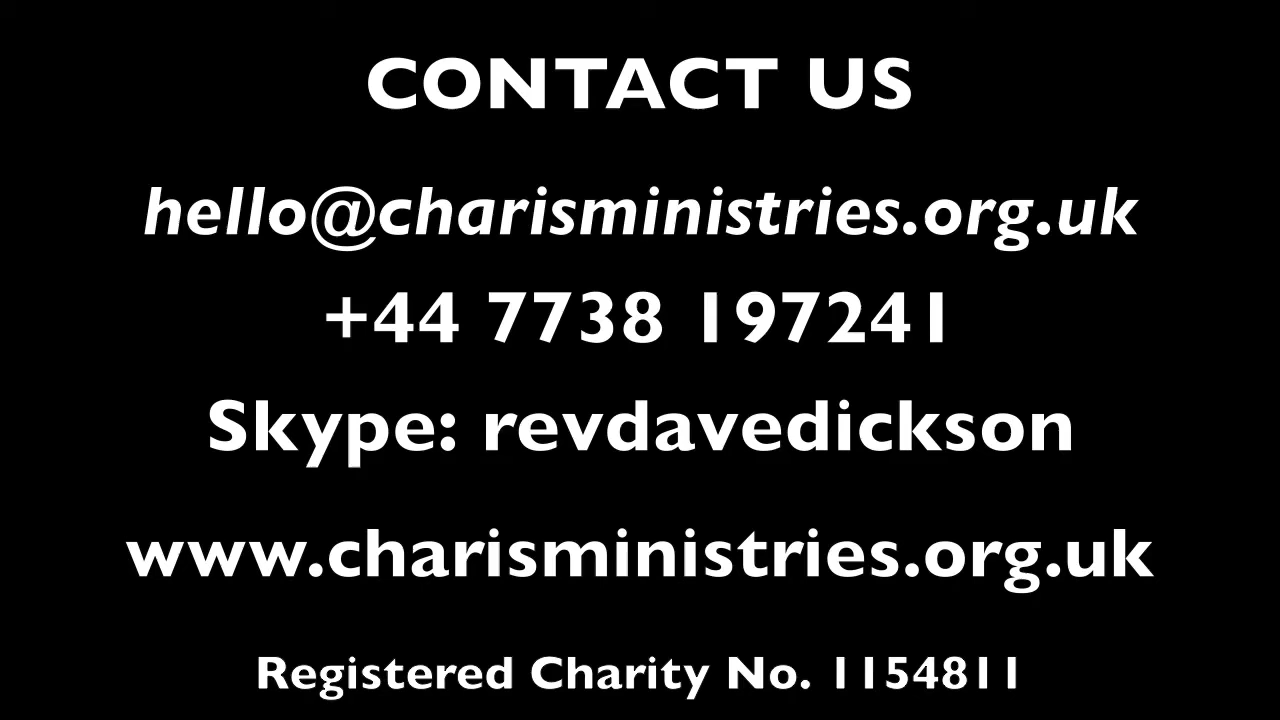 CONTACT US
hello@charisministries.org.uk
+44 7738 197241
Skype: revdavedickson
www.charisministries.org.uk
Registered Charity No. 1154811